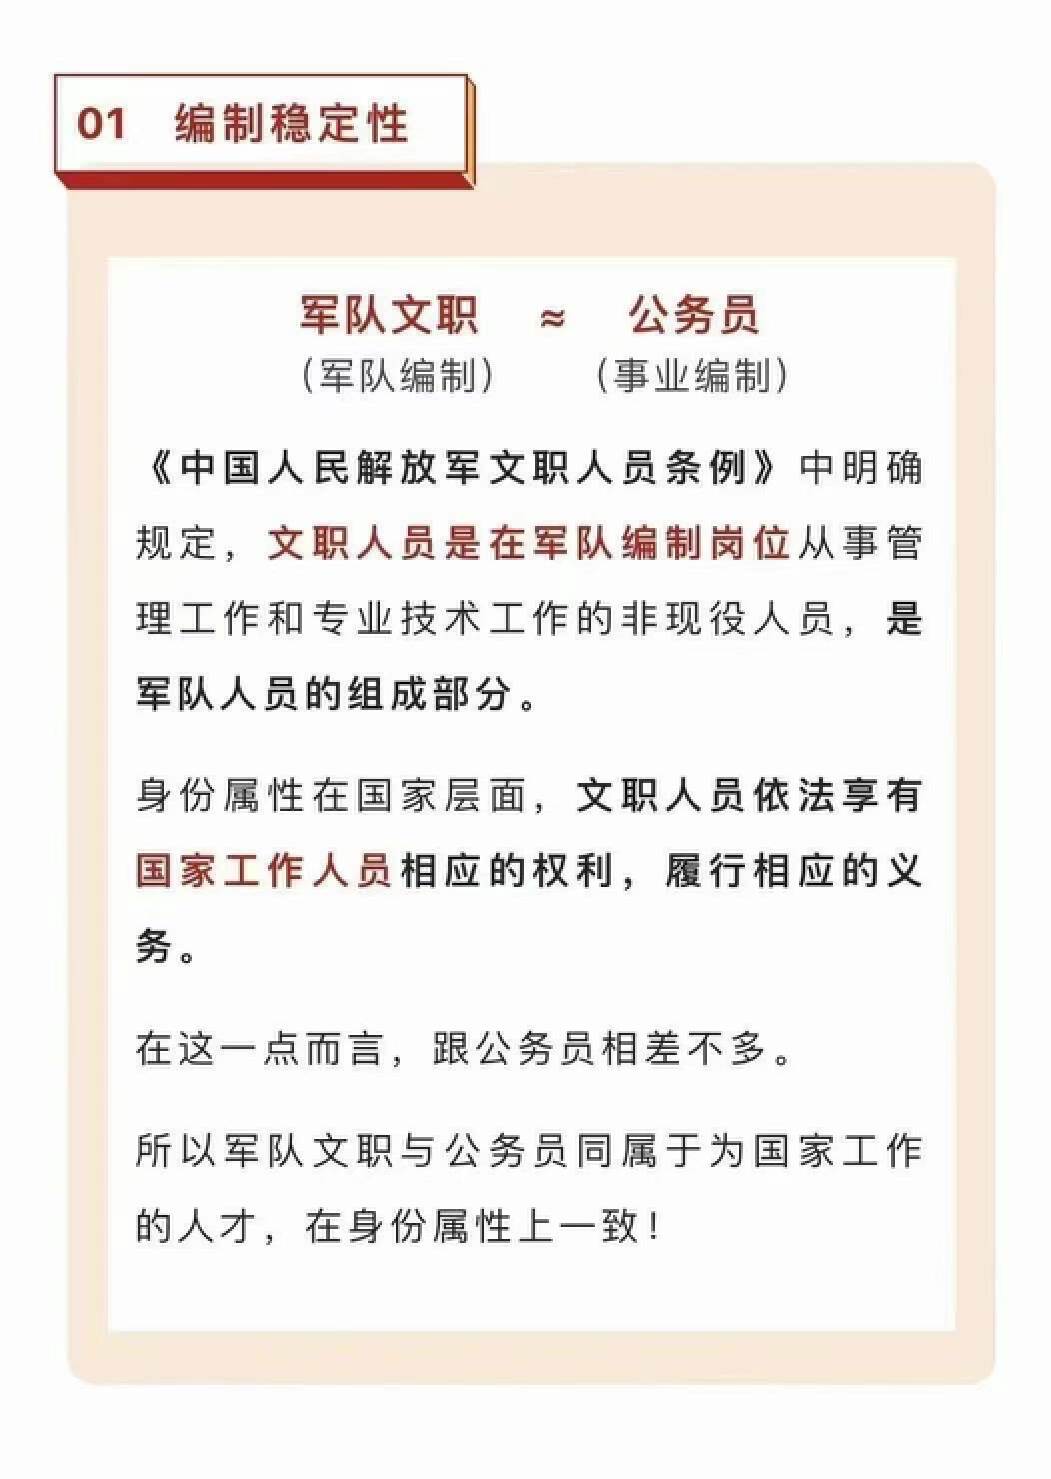 01 编制稳定性
军队文职 ≈ 公务员
（军队编制） （事业编制）
《中国人民解放军文职人员条例》中明确
规定，文职人员是在军队编制岗位从事管
理工作和专业技术工作的非现役人员，是
军队人员的组成部分。
身份属性在国家层面，文职人员依法享有
国家工作人员相应的权利，履行相应的义
务。
在这一点而言，跟公务员相差不多。
所以军队文职与公务员同属于为国家工作
的人才，在身份属性上一致！